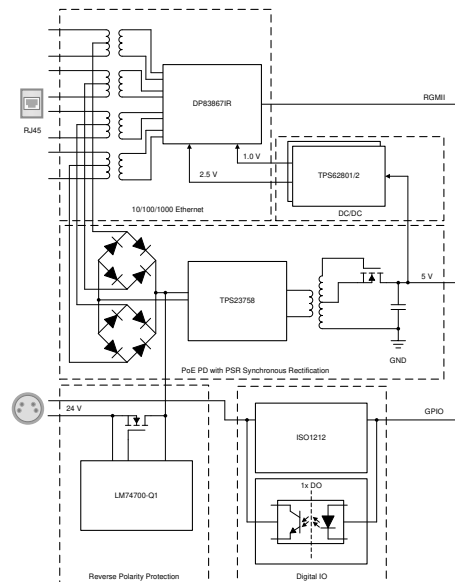 DP83867IR
RGMII
RJ45
1.0 V
2.5 V
TPS62801/2
10/100/1000 Ethernet
DC/DC
TPS23758
5 V
GND
PoE PD with PSR Synchronous Rectification
24 V
GPIO
ISO1212
LM74700-Q1
1x DO
Reverse Polarity Protection
Digital IO